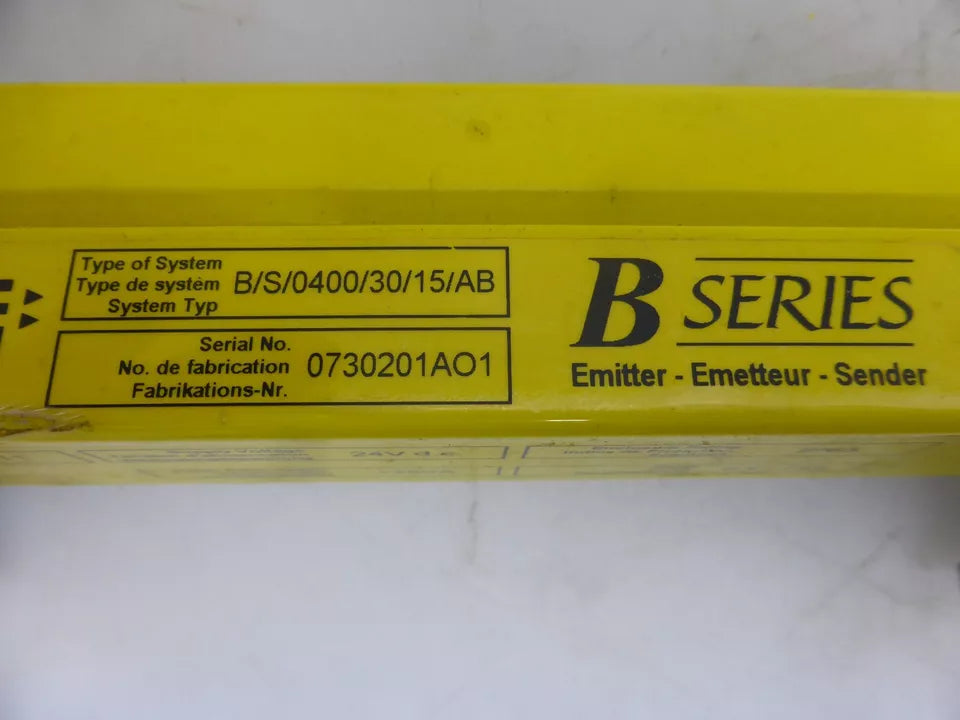 Type of System
Type de systèm B/S/0400/30/15/AB
System Typ
Serial No.
No. de fabrication 0730201AO1
Fabrikations-Nr.
B SERIES
Emitter - Emetteur - Sender
24V d.c